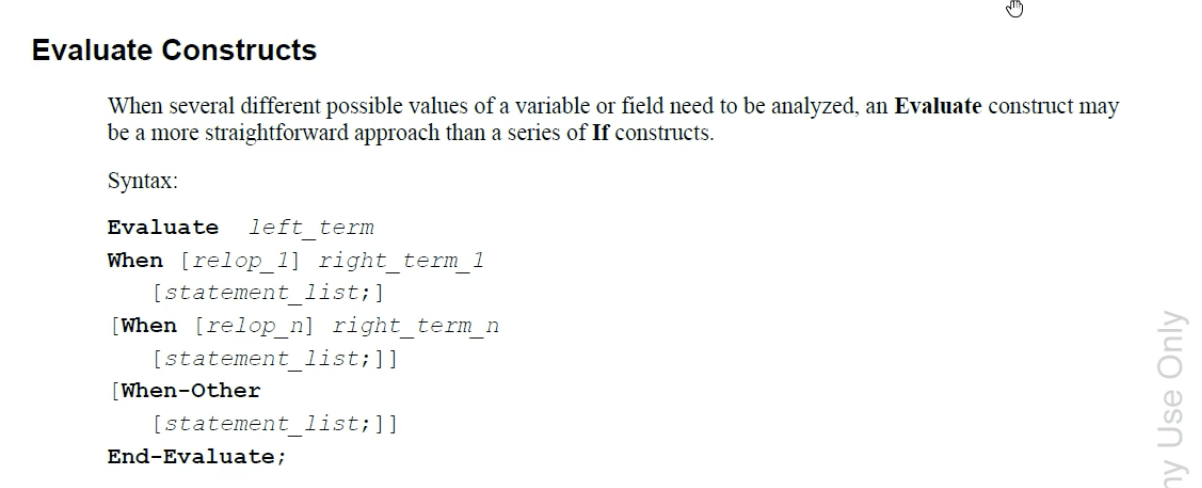 Evaluate Constructs
When several different possible values of a variable or field need to be analyzed, an Evaluate construct may
be a more straightforward approach than a series of If constructs.
Syntax:
Evaluate left_term
When [relop_1] right_term_1
[statement_list;]
[When [relop_n] right_term_n
[statement_list;]]
[When-Other
[statement_list;]]
End-Evaluate;
Use Only